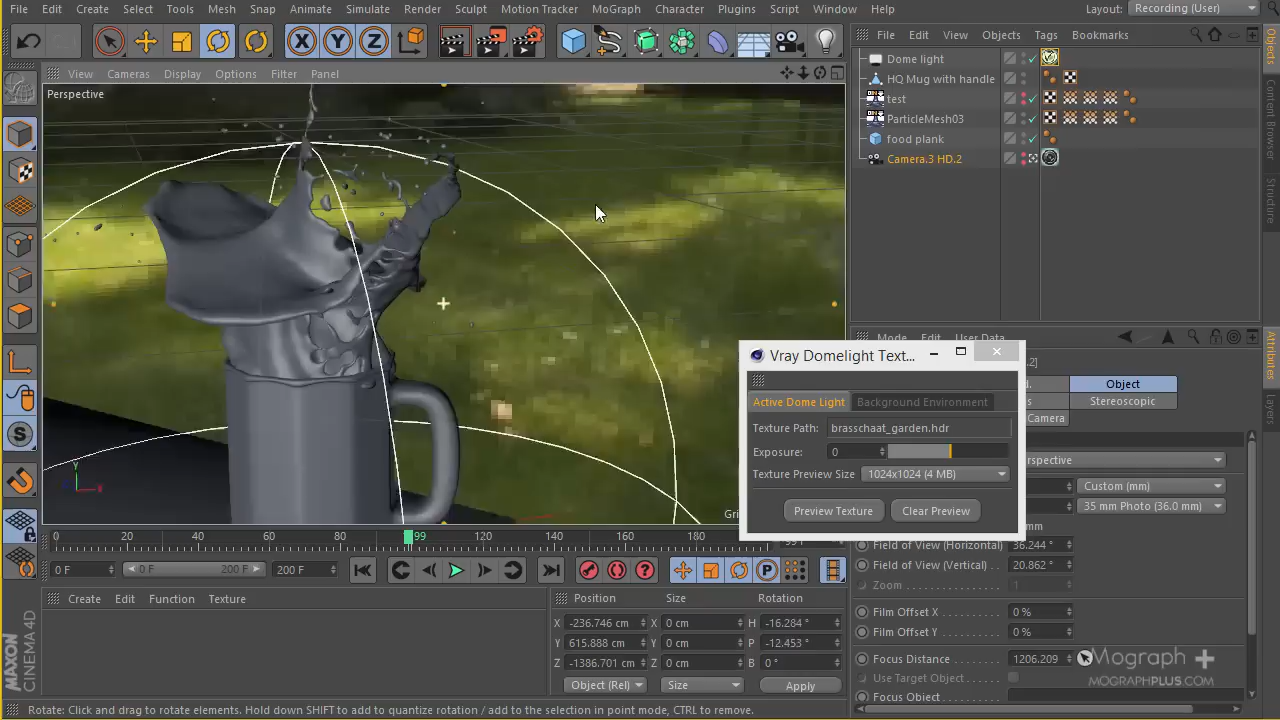 File Edit Create Selection Tools Mesh Snap Animate Simulate Render Sculpt Motion Tracker MoGraph Character Plugins Script Window Help
Layout: Recording (User)
View Cameras Display Options Filter Panel
Perspective
File Edit View Objects Tags Bookmarks
Dome light
HQ Mug with handle
test
ParticleMesh03
food plank
Camera.3 HD.2
Objects
Content Browser
Structure
Attributes
Layers
Mode Edit User Data
Object
Stereoscopic
Camera
Custom (mm)
35 mm Photo (36.0 mm)
Field of View (Horizontal) 36.244 °
Field of View (Vertical) 20.862 °
Zoom 1
Film Offset X 0 %
Film Offset Y 0 %
Focus Distance 1206.209
Use Target Object
Focus Object
Vray Domelight Text...
Active Dome Light Background Environment
Texture Path: brasschaat_garden.hdr
Exposure: 0
Texture Preview Size 1024x1024 (4 MB)
Preview Texture Clear Preview
Y
X
0 20 40 60 80 99 120 140 160 180
0 F 0 F 200 F 200 F
Create Edit Function Texture
Position Size Rotation
X -236.746 cm X 0 cm H -16.284 °
Y 615.888 cm Y 0 cm P -12.453 °
Z -1386.701 cm Z 0 cm B 0 °
Object (Rel) Size Apply
MAXON
CINEMA 4D
Mograph
MOGRAPHPLUS.COM
Rotate: Click and drag to rotate elements. Hold down SHIFT to add to quantize rotation / add to the selection in point mode, CTRL to remove.